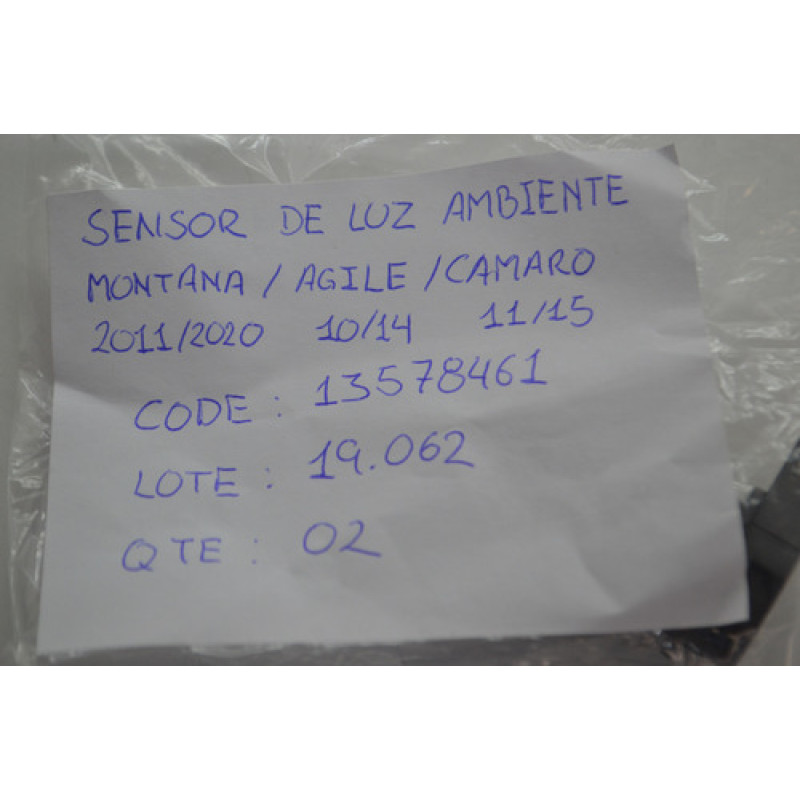 SENSOR DE LUZ AMBIENTE
MONTANA / AGILE / CAMARO
2011/2020 10/14 11/15
CODE : 13578461
LOTE : 19.062
QTE : 02